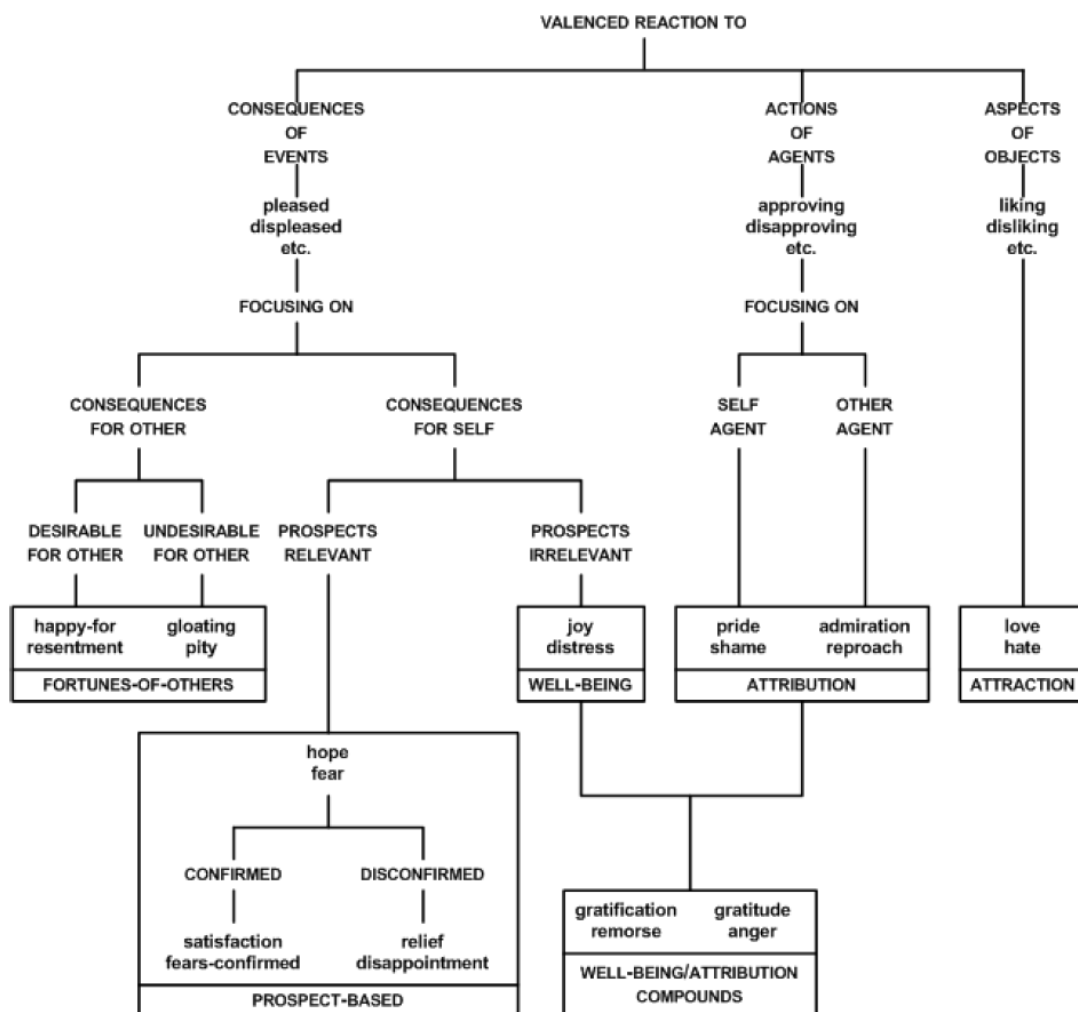 VALENCED REACTION TO
CONSEQUENCES
OF
EVENTS
ACTIONS
OF
AGENTS
ASPECTS
OF
OBJECTS
pleased
displeased
etc.
approving
disapproving
etc.
liking
disliking
etc.
FOCUSING ON
FOCUSING ON
CONSEQUENCES
FOR OTHER
CONSEQUENCES
FOR SELF
SELF
AGENT
OTHER
AGENT
DESIRABLE
FOR OTHER
UNDESIRABLE
FOR OTHER
PROSPECTS
RELEVANT
PROSPECTS
IRRELEVANT
happy-for
resentment
gloating
pity
FORTUNES-OF-OTHERS
joy
distress
WELL-BEING
pride
shame
admiration
reproach
ATTRIBUTION
love
hate
ATTRACTION
hope
fear
CONFIRMED
DISCONFIRMED
satisfaction
fears-confirmed
relief
disappointment
PROSPECT-BASED
gratification
remorse
gratitude
anger
WELL-BEING/ATTRIBUTION
COMPOUNDS